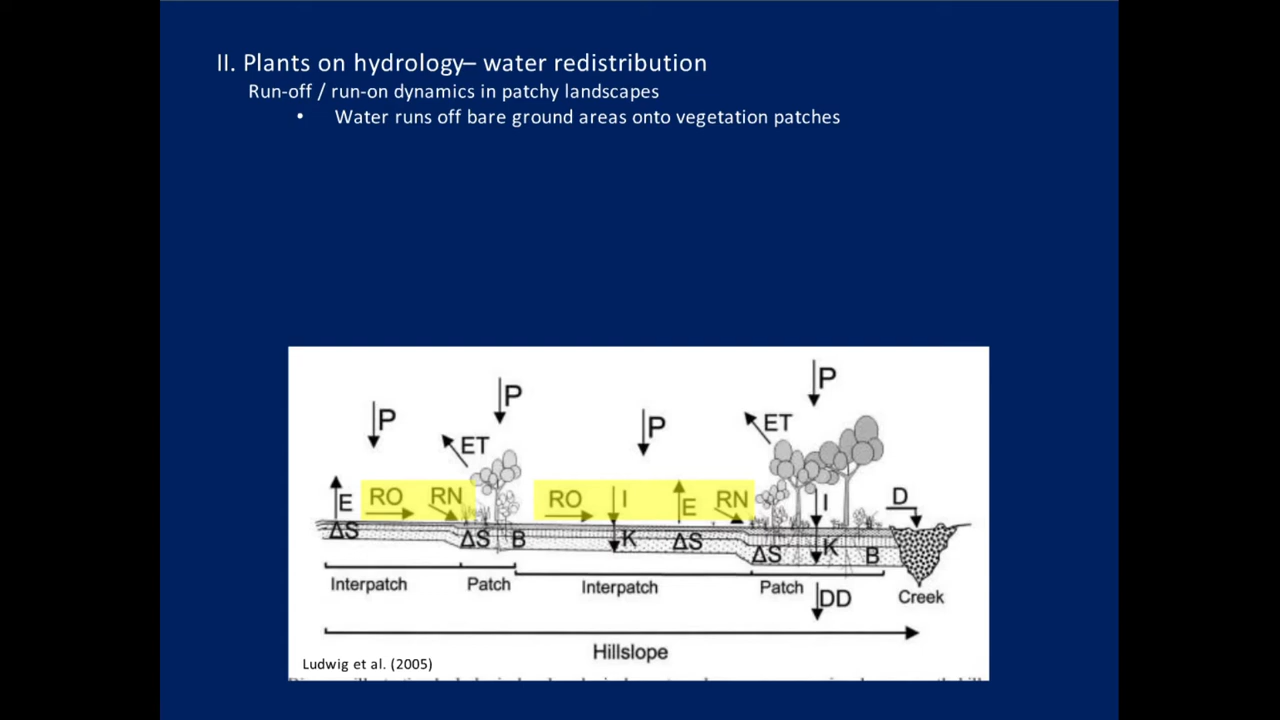 II. Plants on hydrology– water redistribution
Run-off / run-on dynamics in patchy landscapes
• Water runs off bare ground areas onto vegetation patches
P
P
P
P
ET
ET
E
RO
RN
RO
I
E
RN
I
D
ΔS
ΔS
B
K
ΔS
ΔS
K
B
Interpatch
Patch
Interpatch
Patch
DD
Creek
Hillslope
Ludwig et al. (2005)